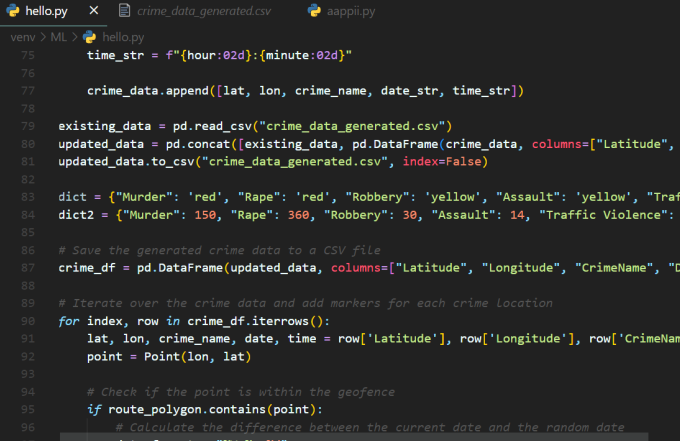 hello.py × crime_data_generated.csv aappii.py
venv > ML > hello.py
75 time_str = f"{hour:02d}:{minute:02d}"
76
77 crime_data.append([lat, lon, crime_name, date_str, time_str])
78
79 existing_data = pd.read_csv("crime_data_generated.csv")
80 updated_data = pd.concat([existing_data, pd.DataFrame(crime_data, columns=["Latitude",
81 updated_data.to_csv("crime_data_generated.csv", index=False)
82
83 dict = {"Murder": 'red', "Rape": 'red', "Robbery": 'yellow', "Assault": 'yellow', "Traf
84 dict2 = {"Murder": 150, "Rape": 360, "Robbery": 30, "Assault": 14, "Traffic Violence":
85
86 # Save the generated crime data to a CSV file
87 crime_df = pd.DataFrame(updated_data, columns=["Latitude", "Longitude", "CrimeName", "D
88
89 # Iterate over the crime data and add markers for each crime location
90 for index, row in crime_df.iterrows():
91 lat, lon, crime_name, date, time = row['Latitude'], row['Longitude'], row['CrimeNam
92 point = Point(lon, lat)
93
94 # Check if the point is within the geofence
95 if route_polygon.contains(point):
96 # Calculate the difference between the current date and the random date